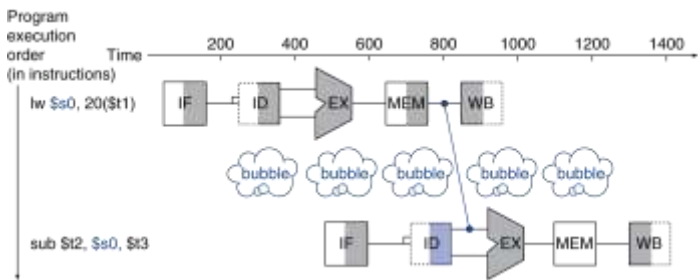 Program
execution
order Time
(in instructions)
200 400 600 800 1000 1200 1400
lw $s0, 20($t1)
IF ID EX MEM WB
bubble bubble bubble bubble bubble
sub $t2, $s0, $t3
IF ID EX MEM WB